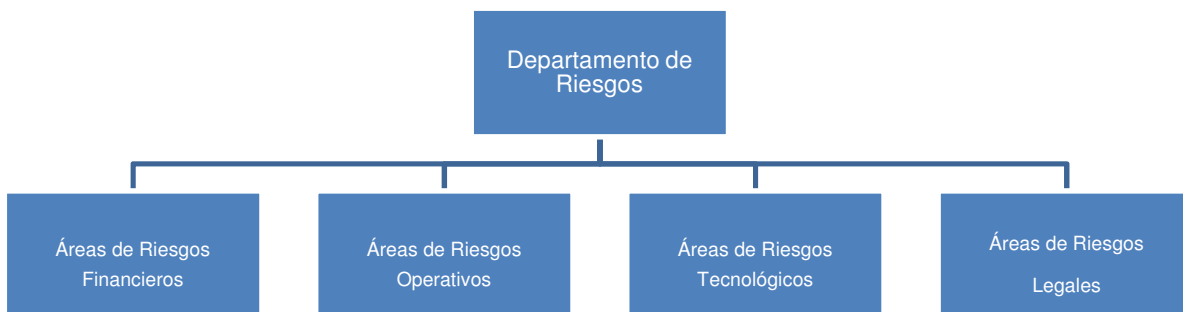 Departamento de
Riesgos
Áreas de Riesgos
Financieros
Áreas de Riesgos
Operativos
Áreas de Riesgos
Tecnológicos
Áreas de Riesgos
Legales